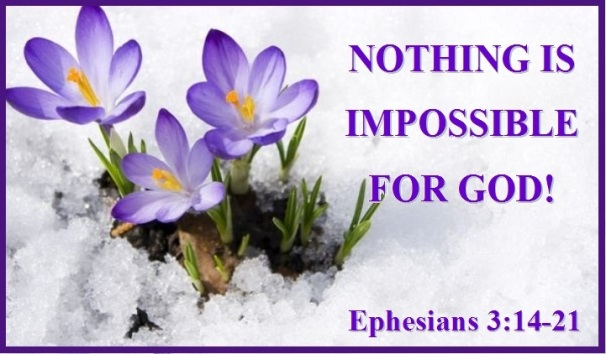 NOTHING IS
IMPOSSIBLE
FOR GOD!
Ephesians 3:14-21